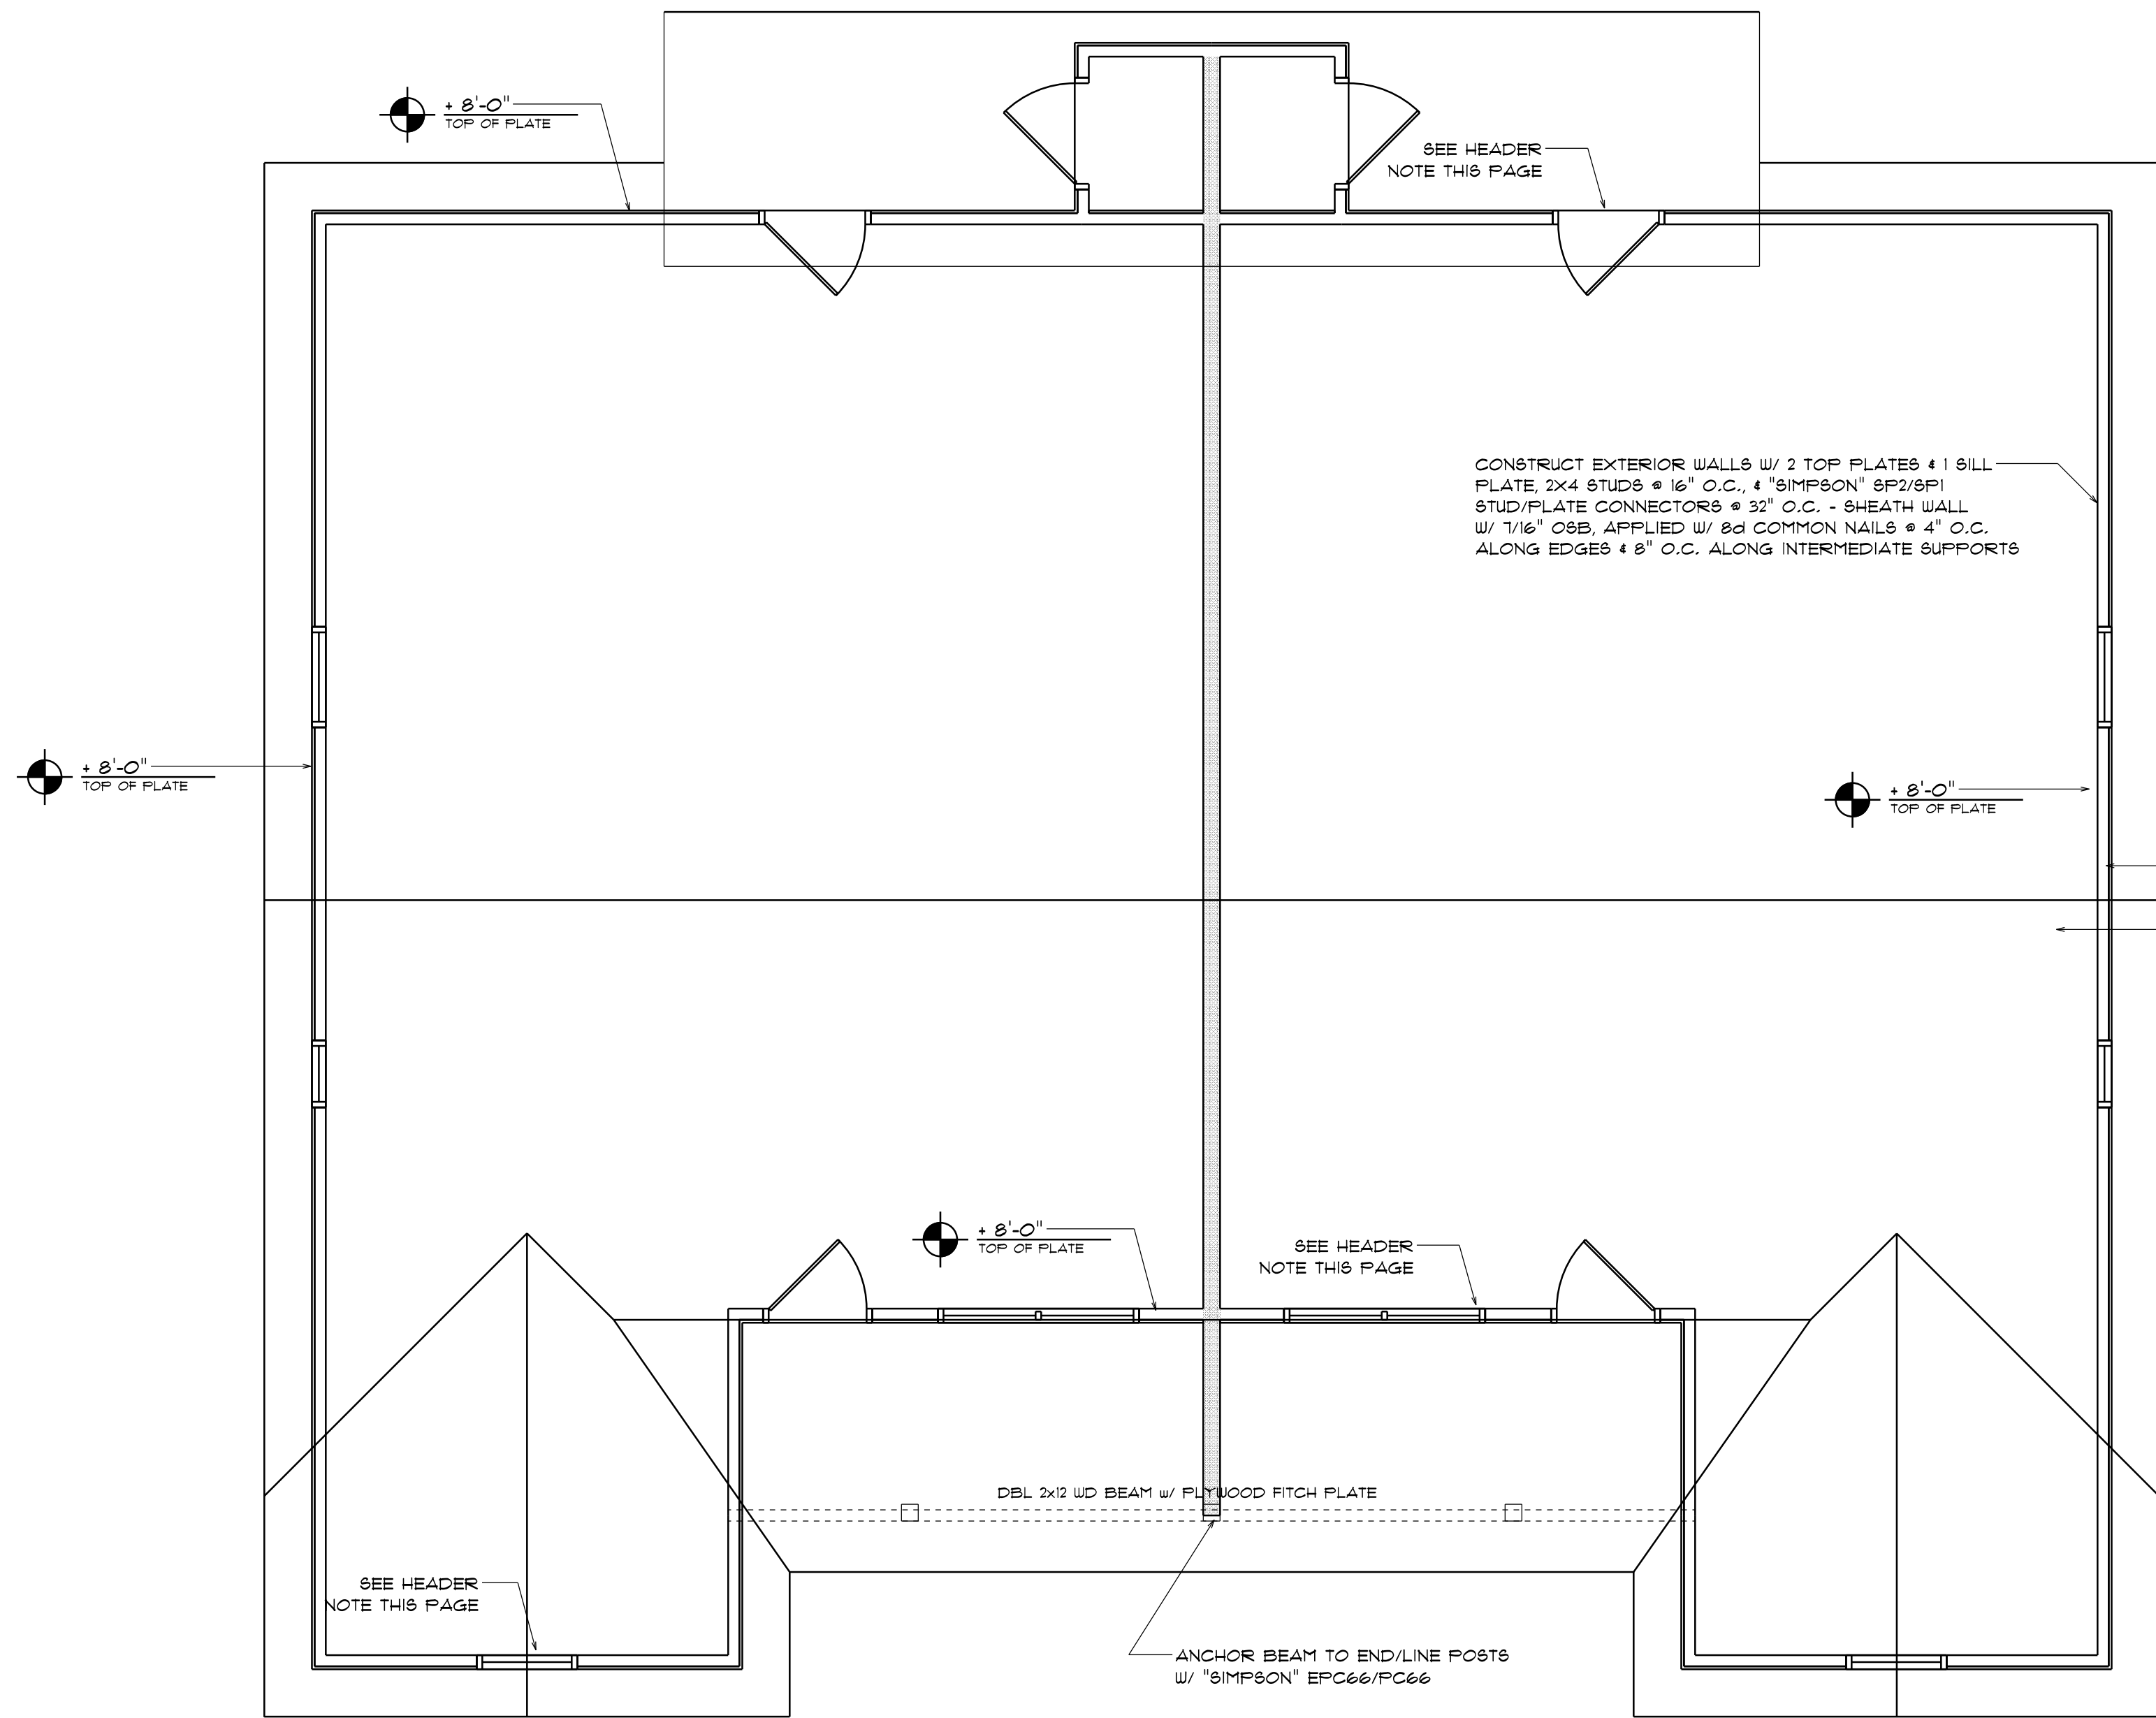 + 8'-0"
TOP OF PLATE
SEE HEADER
NOTE THIS PAGE
CONSTRUCT EXTERIOR WALLS W/ 2 TOP PLATES & 1 SILL
PLATE, 2X4 STUDS @ 16" O.C., & "SIMPSON" SP2/SP1
STUD/PLATE CONNECTORS @ 32" O.C. - SHEATH WALL
W/ 7/16" OSB, APPLIED W/ 8d COMMON NAILS @ 4" O.C.
ALONG EDGES & 8" O.C. ALONG INTERMEDIATE SUPPORTS
+ 8'-0"
TOP OF PLATE
+ 8'-0"
TOP OF PLATE
+ 8'-0"
TOP OF PLATE
SEE HEADER
NOTE THIS PAGE
DBL 2x12 WD BEAM w/ PLYWOOD FITCH PLATE
SEE HEADER
NOTE THIS PAGE
ANCHOR BEAM TO END/LINE POSTS
W/ "SIMPSON" EPC66/PC66